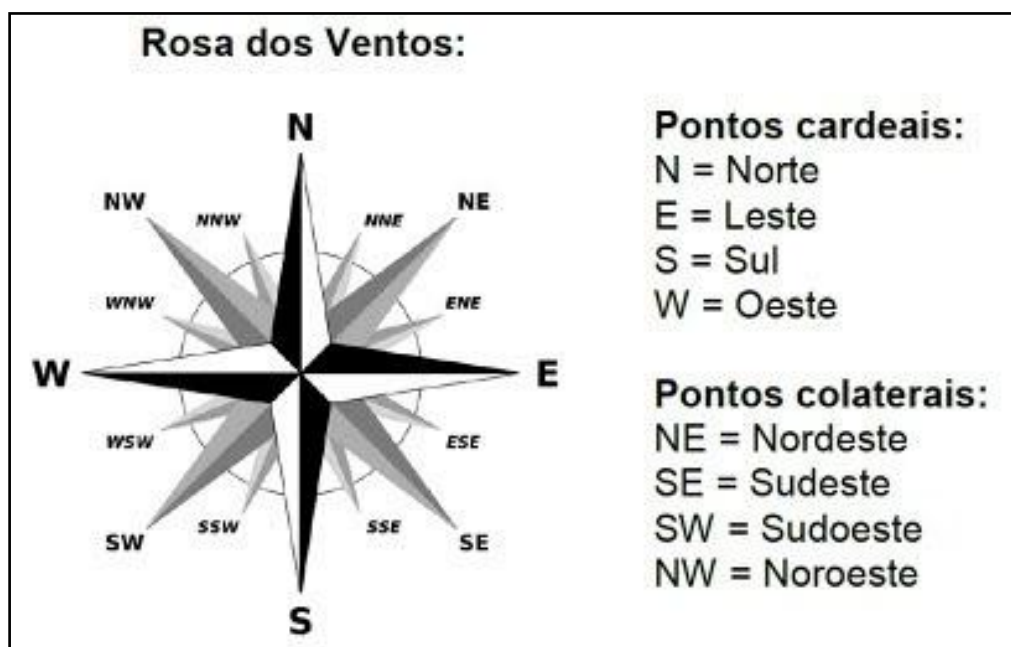 Rosa dos Ventos:
N
NW
NE
NNW
NNE
WNW
ENE
W
E
WSW
ESE
SSW
SSE
SW
SE
S
Pontos cardeais:
N = Norte
E = Leste
S = Sul
W = Oeste
Pontos colaterais:
NE = Nordeste
SE = Sudeste
SW = Sudoeste
NW = Noroeste